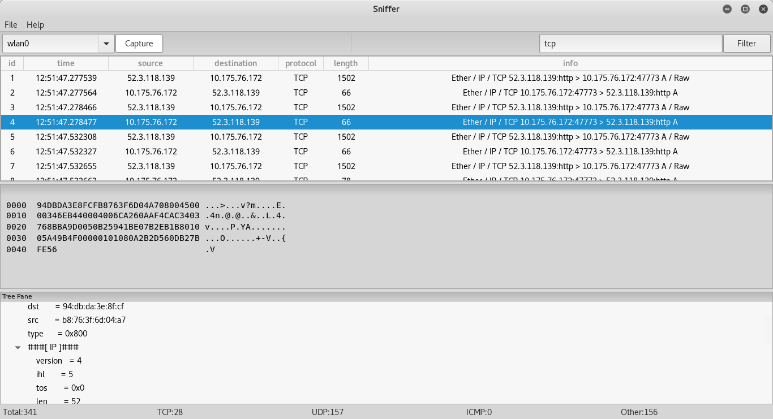 Sniffer
File Help
wlan0 Capture tcp Filter
id time source destination protocol length info
1 12:51:47.277539 52.3.118.139 10.175.76.172 TCP 1502 Ether / IP / TCP 52.3.118.139:http > 10.175.76.172:47773 A / Raw
2 12:51:47.277564 10.175.76.172 52.3.118.139 TCP 66 Ether / IP / TCP 10.175.76.172:47773 > 52.3.118.139:http A
3 12:51:47.278466 52.3.118.139 10.175.76.172 TCP 1502 Ether / IP / TCP 52.3.118.139:http > 10.175.76.172:47773 A / Raw
4 12:51:47.278477 10.175.76.172 52.3.118.139 TCP 66 Ether / IP / TCP 10.175.76.172:47773 > 52.3.118.139:http A
5 12:51:47.532308 52.3.118.139 10.175.76.172 TCP 1502 Ether / IP / TCP 52.3.118.139:http > 10.175.76.172:47773 A / Raw
6 12:51:47.532327 10.175.76.172 52.3.118.139 TCP 66 Ether / IP / TCP 10.175.76.172:47773 > 52.3.118.139:http A
7 12:51:47.532655 52.3.118.139 10.175.76.172 TCP 1502 Ether / IP / TCP 52.3.118.139:http > 10.175.76.172:47773 A / Raw
0000 94DBDA3E8FCFB8763F6D04A708004500 ...>...v?m....E.
0010 00346EB440004006CA260AAF4CAC3403 .4n.@.@..&..L.4.
0020 768BBA9D0050B25941BE07B2EB1B8010 v....P.YA.......
0030 05A49B4F00000101080A2B2D560DB27B ...O......+-V..{
0040 FE56 .V
Tree Pane
dst = 94:db:da:3e:8f:cf
src = b8:76:3f:6d:04:a7
type = 0x800
###[ IP ]###
version = 4
ihl = 5
tos = 0x0
len = 52
Total:341 TCP:28 UDP:157 ICMP:0 Other:156